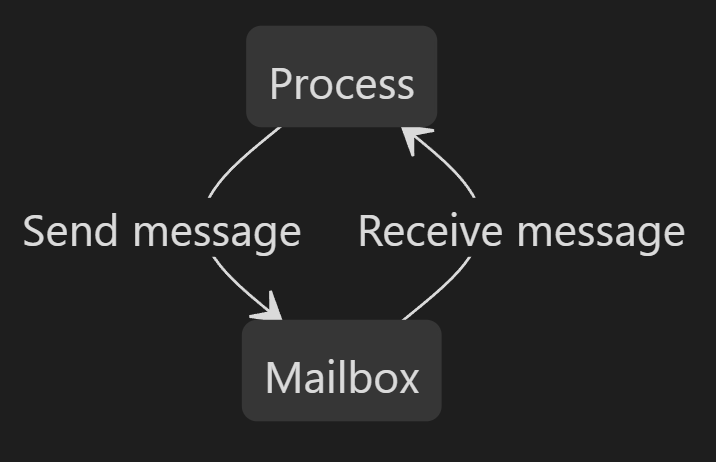 Process
Send message
Receive message
Mailbox